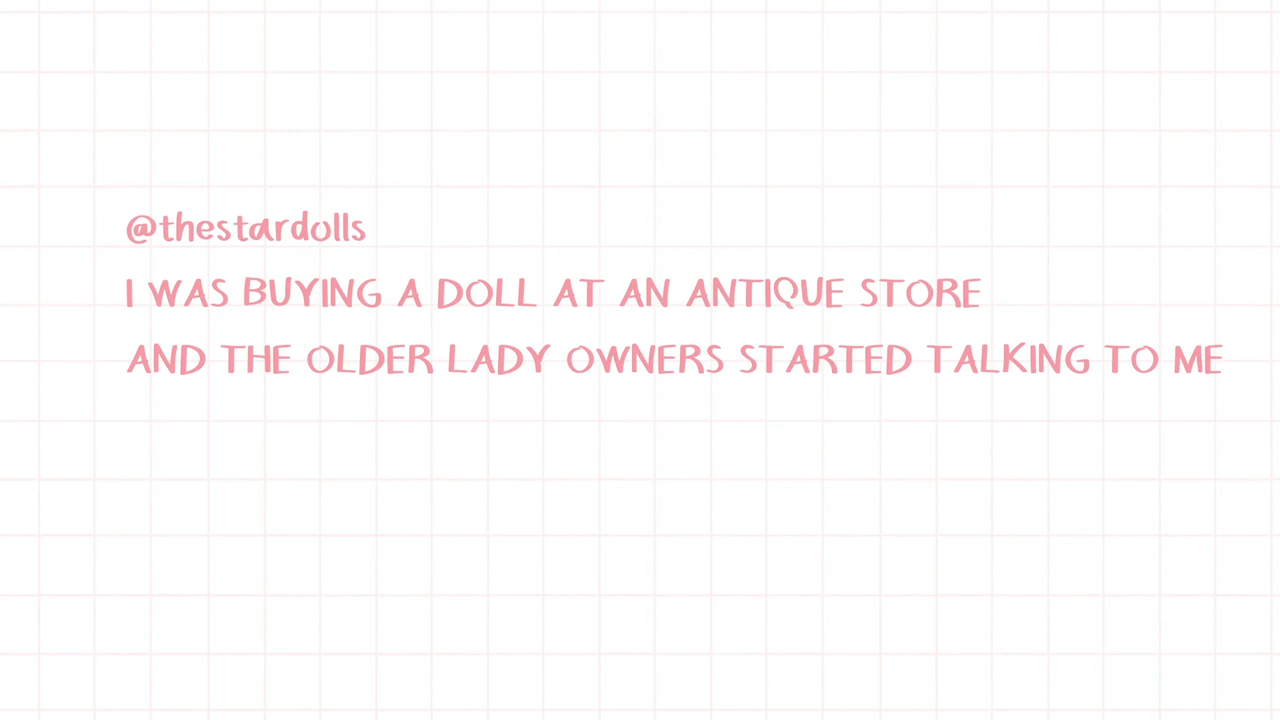 @thestardolls
I WAS BUYING A DOLL AT AN ANTIQUE STORE
AND THE OLDER LADY OWNERS STARTED TALKING TO ME